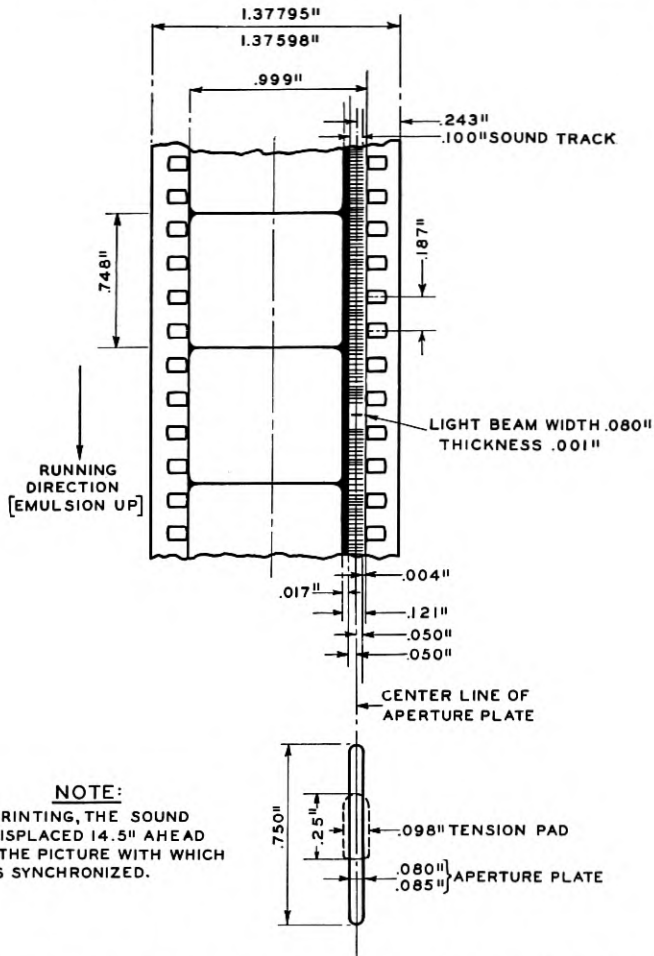 1.37795"
1.37598"
.999"
.243"
.100" SOUND TRACK
.748"
.187"
LIGHT BEAM WIDTH .080"
THICKNESS .001"
RUNNING
DIRECTION
[EMULSION UP]
.004"
.017"
.121"
.050"
.050"
CENTER LINE OF
APERTURE PLATE
NOTE:
RINTING, THE SOUND
ISPLACED 14.5" AHEAD
THE PICTURE WITH WHICH
S SYNCHRONIZED.
.750"
.25"
.098" TENSION PAD
.080"
.085"} APERTURE PLATE